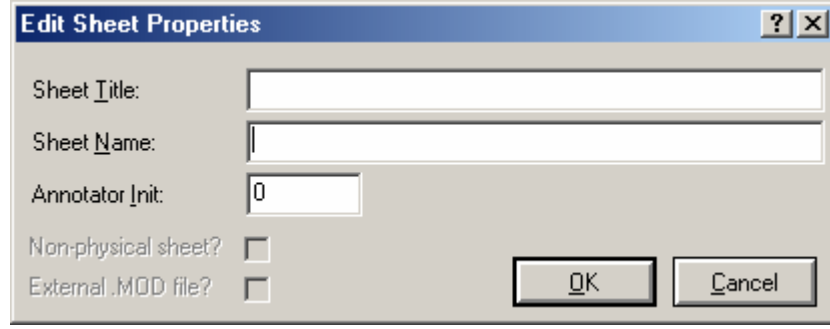 Edit Sheet Properties
Sheet Title:
Sheet Name:
Annotator Init: 0
Non-physical sheet?
External .MOD file?
OK Cancel